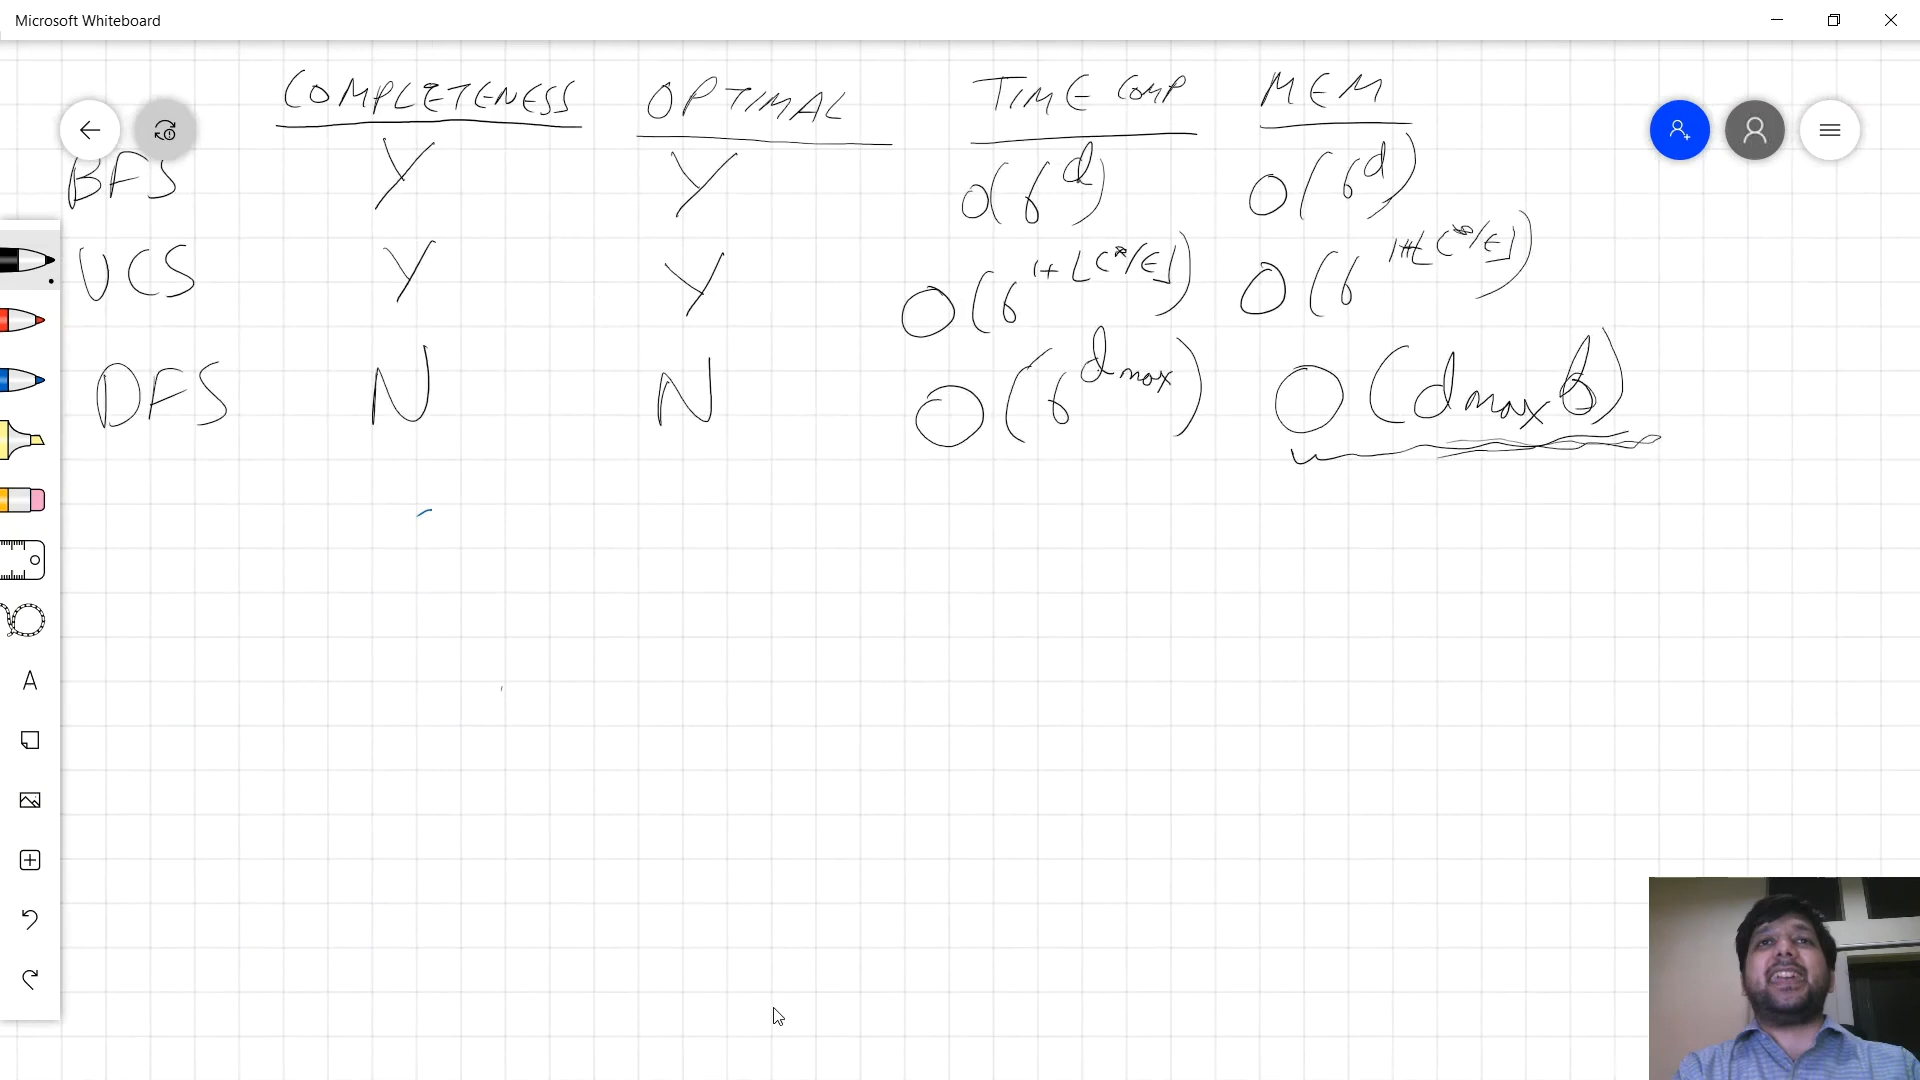 Microsoft Whiteboard
COMPLETENESS OPTIMAL TIME COMP MEM
BFS Y Y O(b^d) O(b^d)
UCS Y Y O(b^1+⌊C*/ε⌋) O(b^1+⌊C*/ε⌋)
DFS N N O(b^dmax) O(dmax b)
A